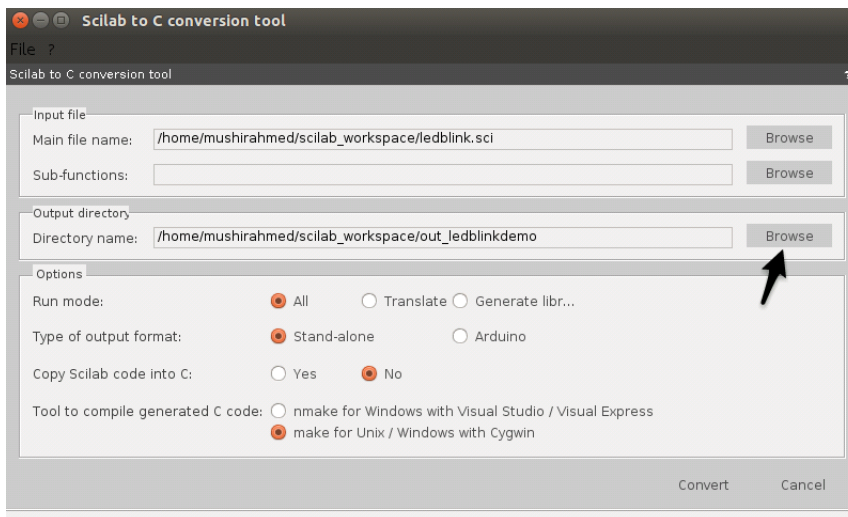 Scilab to C conversion tool
File ?
Scilab to C conversion tool ?
Input file
Main file name: /home/mushirahmed/scilab_workspace/ledblink.sci Browse
Sub-functions: Browse
Output directory
Directory name: /home/mushirahmed/scilab_workspace/out_ledblinkdemo Browse
Options
Run mode: All Translate Generate libr...
Type of output format: Stand-alone Arduino
Copy Scilab code into C: Yes No
Tool to compile generated C code: nmake for Windows with Visual Studio / Visual Express
make for Unix / Windows with Cygwin
Convert Cancel